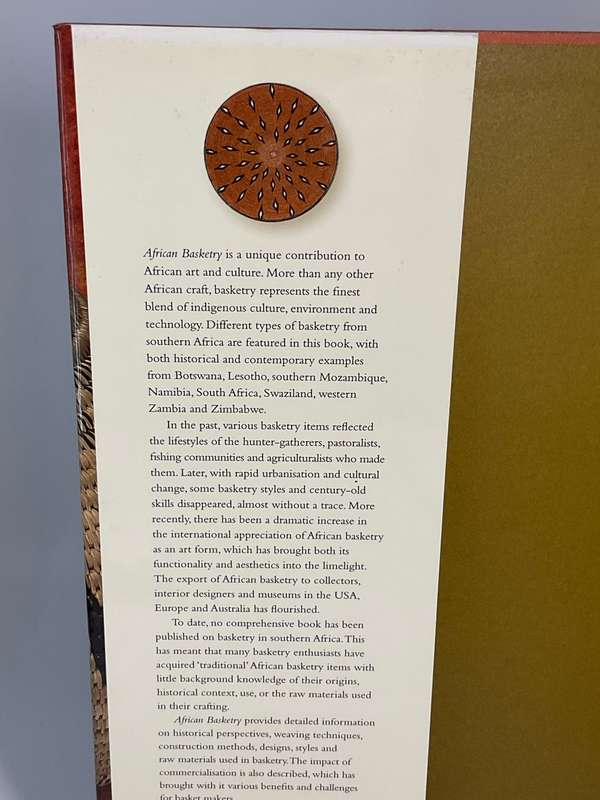 African Basketry is a unique contribution to
African art and culture. More than any other
African craft, basketry represents the finest
blend of indigenous culture, environment and
technology. Different types of basketry from
southern Africa are featured in this book, with
both historical and contemporary examples
from Botswana, Lesotho, southern Mozambique,
Namibia, South Africa, Swaziland, western
Zambia and Zimbabwe.
In the past, various basketry items reflected
the lifestyles of the hunter-gatherers, pastoralists,
fishing communities and agriculturalists who made
them. Later, with rapid urbanisation and cultural
change, some basketry styles and century-old
skills disappeared, almost without a trace. More
recently, there has been a dramatic increase in
the international appreciation of African basketry
as an art form, which has brought both its
functionality and aesthetics into the limelight.
The export of African basketry to collectors,
interior designers and museums in the USA,
Europe and Australia has flourished.
To date, no comprehensive book has been
published on basketry in southern Africa. This
has meant that many basketry enthusiasts have
acquired 'traditional' African basketry items with
little background knowledge of their origins,
historical context, use, or the raw materials used
in their crafting.
African Basketry provides detailed information
on historical perspectives, weaving techniques,
construction methods, designs, styles and
raw materials used in basketry. The impact of
commercialisation is also described, which has
brought with it various benefits and challenges
for basket makers